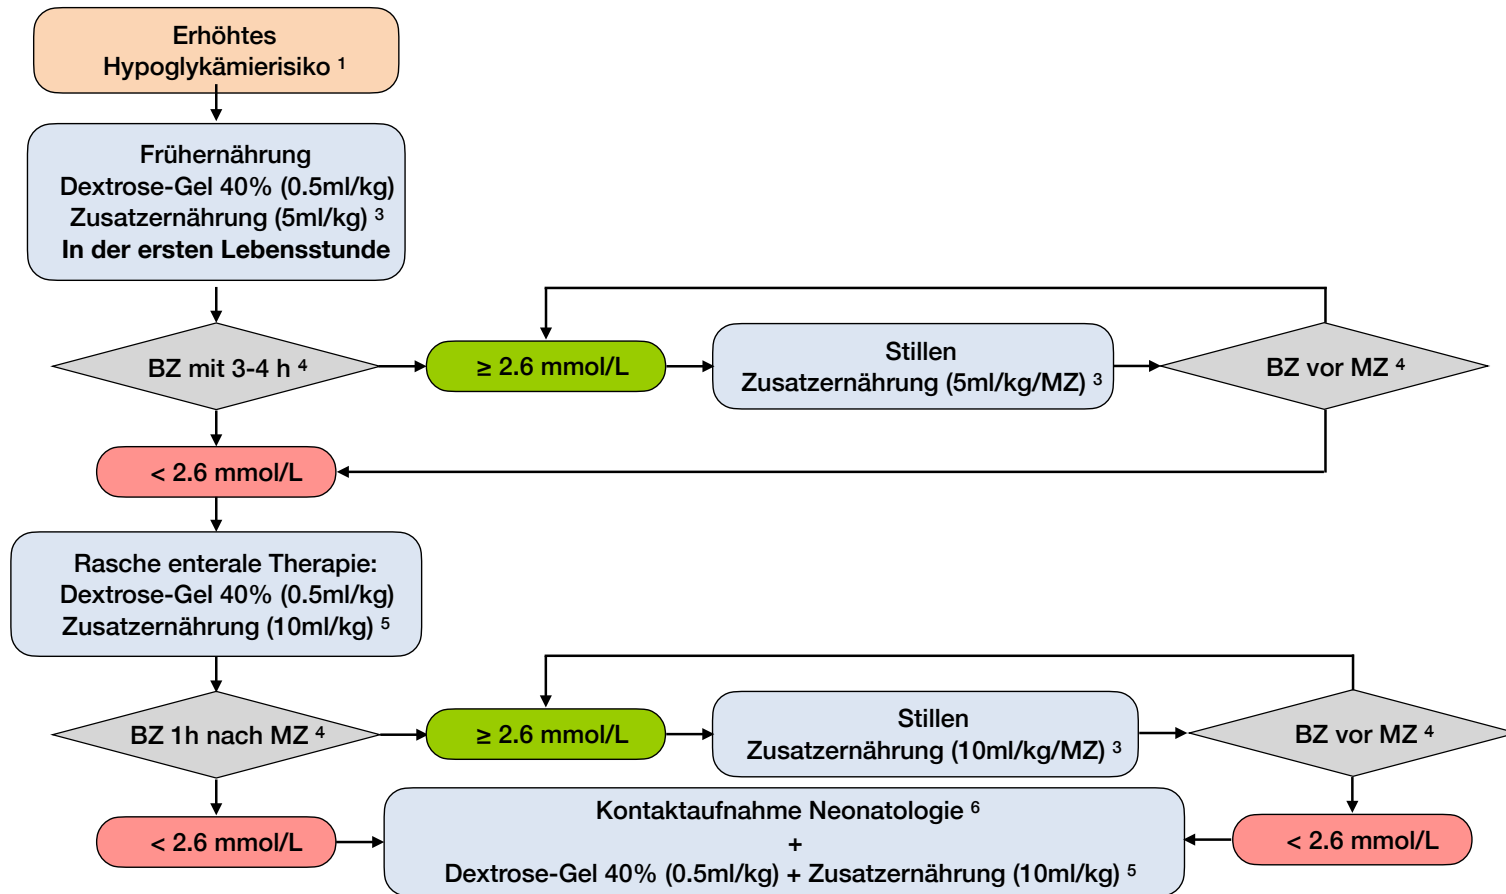 Erhöhtes
Hypoglykämierisiko ¹
Frühernährung
Dextrose-Gel 40% (0.5ml/kg)
Zusatzernährung (5ml/kg) ³
In der ersten Lebensstunde
BZ mit 3-4 h ⁴
≥ 2.6 mmol/L
Stillen
Zusatzernährung (5ml/kg/MZ) ³
BZ vor MZ ⁴
< 2.6 mmol/L
Rasche enterale Therapie:
Dextrose-Gel 40% (0.5ml/kg)
Zusatzernährung (10ml/kg) ⁵
BZ 1h nach MZ ⁴
≥ 2.6 mmol/L
Stillen
Zusatzernährung (10ml/kg/MZ) ³
BZ vor MZ ⁴
< 2.6 mmol/L
Kontaktaufnahme Neonatologie ⁶
+
Dextrose-Gel 40% (0.5ml/kg) + Zusatzernährung (10ml/kg) ⁵
< 2.6 mmol/L